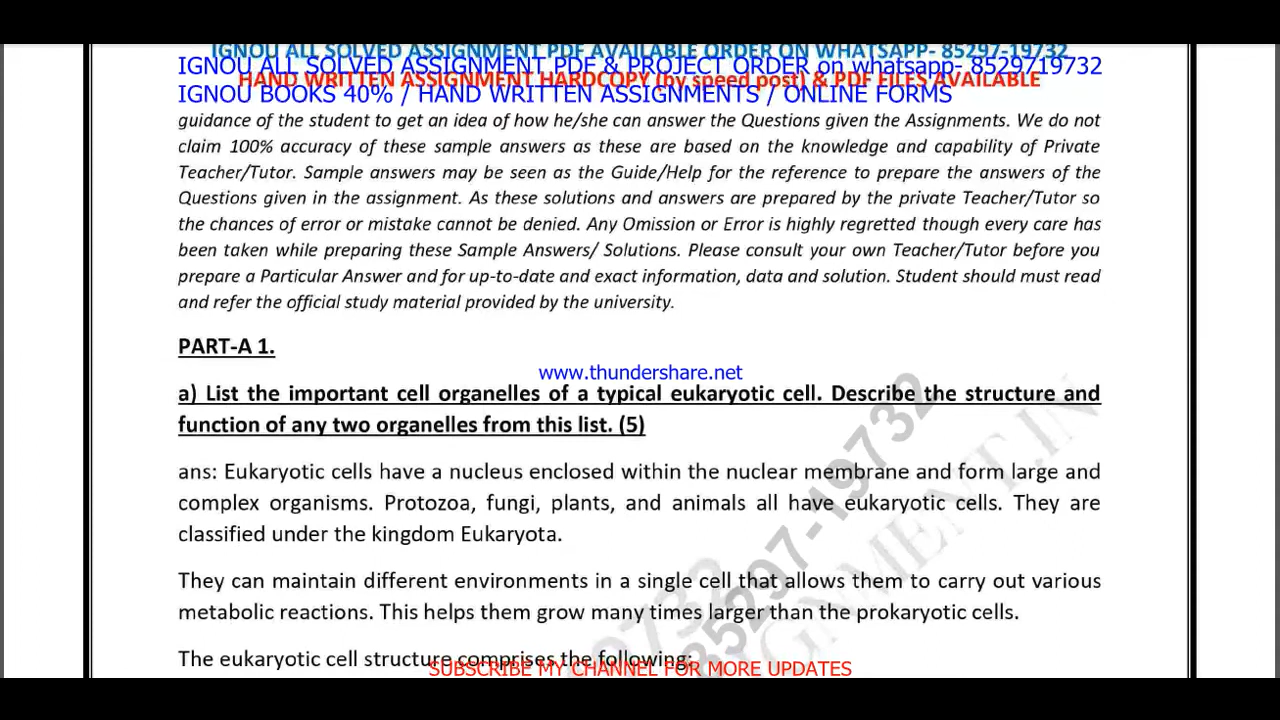 IGNOU ALL SOLVED ASSIGNMENT PDF AVAILABLE ORDER ON WHATSAPP- 85297-19732
IGNOU ALL SOLVED ASSIGNMENT PDF & PROJECT ORDER on whatsapp- 8529719732
HAND WRITTEN ASSIGNMENT HARDCOPY (by speed post) & PDF FILES AVAILABLE
IGNOU BOOKS 40% / HAND WRITTEN ASSIGNMENTS / ONLINE FORMS
guidance of the student to get an idea of how he/she can answer the Questions given the Assignments. We do not
claim 100% accuracy of these sample answers as these are based on the knowledge and capability of Private
Teacher/Tutor. Sample answers may be seen as the Guide/Help for the reference to prepare the answers of the
Questions given in the assignment. As these solutions and answers are prepared by the private Teacher/Tutor so
the chances of error or mistake cannot be denied. Any Omission or Error is highly regretted though every care has
been taken while preparing these Sample Answers/ Solutions. Please consult your own Teacher/Tutor before you
prepare a Particular Answer and for up-to-date and exact information, data and solution. Student should must read
and refer the official study material provided by the university.
PART-A 1.
www.thundershare.net
a) List the important cell organelles of a typical eukaryotic cell. Describe the structure and
function of any two organelles from this list. (5)
ans: Eukaryotic cells have a nucleus enclosed within the nuclear membrane and form large and
complex organisms. Protozoa, fungi, plants, and animals all have eukaryotic cells. They are
classified under the kingdom Eukaryota.
They can maintain different environments in a single cell that allows them to carry out various
metabolic reactions. This helps them grow many times larger than the prokaryotic cells.
The eukaryotic cell structure comprises the following:
SUBSCRIBE MY CHANNEL FOR MORE UPDATES
85297-19732